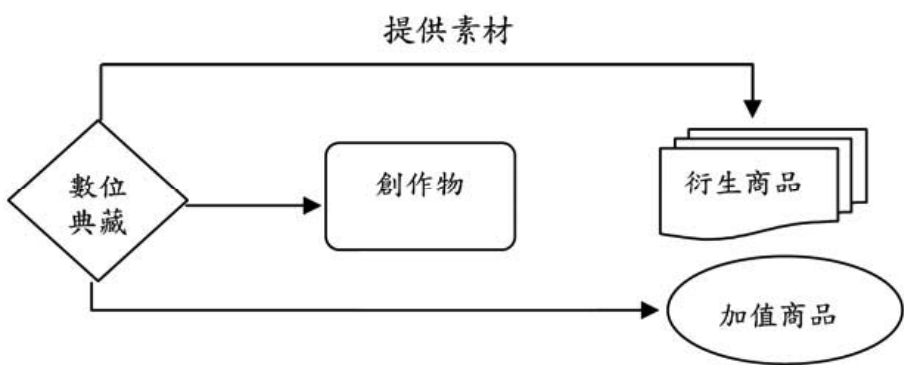 提供素材
數位
典藏
創作物
衍生商品
加值商品